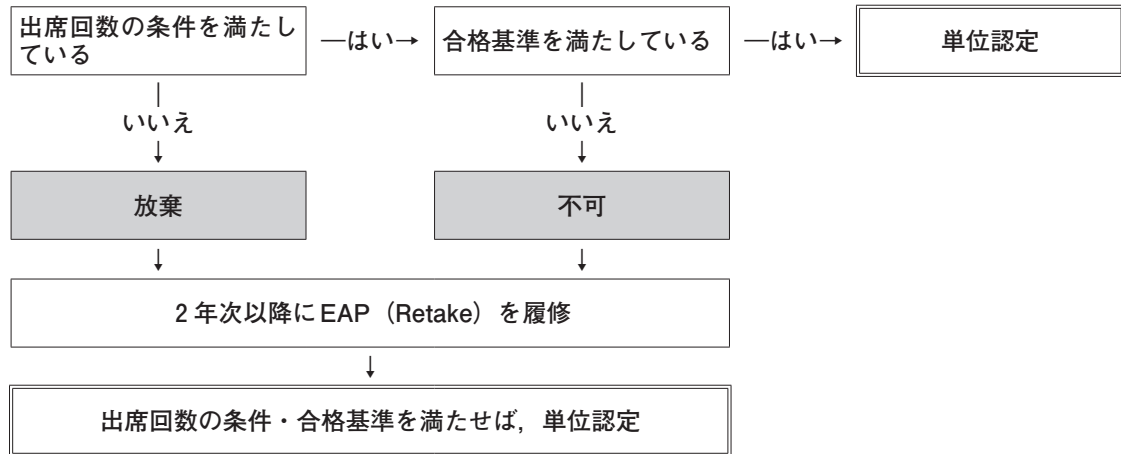 出席回数の条件を満たし
ている
はい
合格基準を満たしている
はい
単位認定
いいえ
いいえ
放棄
不可
2年次以降にEAP（Retake）を履修
出席回数の条件・合格基準を満たせば，単位認定